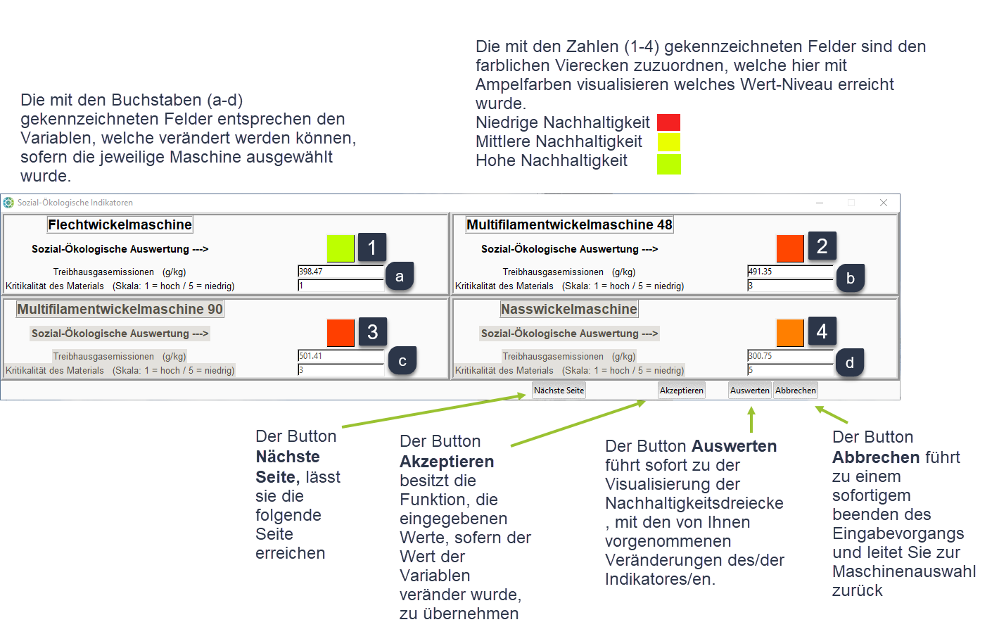 Die mit den Zahlen (1-4) gekennzeichneten Felder sind den
farblichen Vierecken zuzuordnen, welche hier mit
Ampelfarben visualisieren welches Wert-Niveau erreicht
wurde.
Niedrige Nachhaltigkeit
Mittlere Nachhaltigkeit
Hohe Nachhaltigkeit
Die mit den Buchstaben (a-d)
gekennzeichneten Felder entsprechen den
Variablen, welche verändert werden können,
sofern die jeweilige Maschine ausgewählt
wurde.
Sozial-Ökologische Indikatoren
Flechtwickelmaschine
Sozial-Ökologische Auswertung --->
1
Treibhausgasemissionen (g/kg)
398.47
a
Kritikalität des Materials (Skala: 1 = hoch / 5 = niedrig)
1
Multifilamentwickelmaschine 48
Sozial-Ökologische Auswertung --->
2
Treibhausgasemissionen (g/kg)
491.35
b
Kritikalität des Materials (Skala: 1 = hoch / 5 = niedrig)
3
Multifilamentwickelmaschine 90
Sozial-Ökologische Auswertung --->
3
Treibhausgasemissionen (g/kg)
501.41
c
Kritikalität des Materials (Skala: 1 = hoch / 5 = niedrig)
3
Nasswickelmaschine
Sozial-Ökologische Auswertung --->
4
Treibhausgasemissionen (g/kg)
300.75
d
Kritikalität des Materials (Skala: 1 = hoch / 5 = niedrig)
5
Nächste Seite
Akzeptieren
Auswerten
Abbrechen
Der Button
Nächste
Seite, lässt
sie die
folgende
Seite
erreichen
Der Button
Akzeptieren
besitzt die
Funktion, die
eingegebenen
Werte, sofern der
Wert der
Variablen
veränder wurde,
zu übernehmen
Der Button Auswerten
führt sofort zu der
Visualisierung der
Nachhaltigkeitsdreiecke
, mit den von Ihnen
vorgenommenen
Veränderungen des/der
Indikatores/en.
Der Button
Abbrechen führt
zu einem
sofortigem
beenden des
Eingabevorgangs
und leitet Sie zur
Maschinenauswahl
zurück